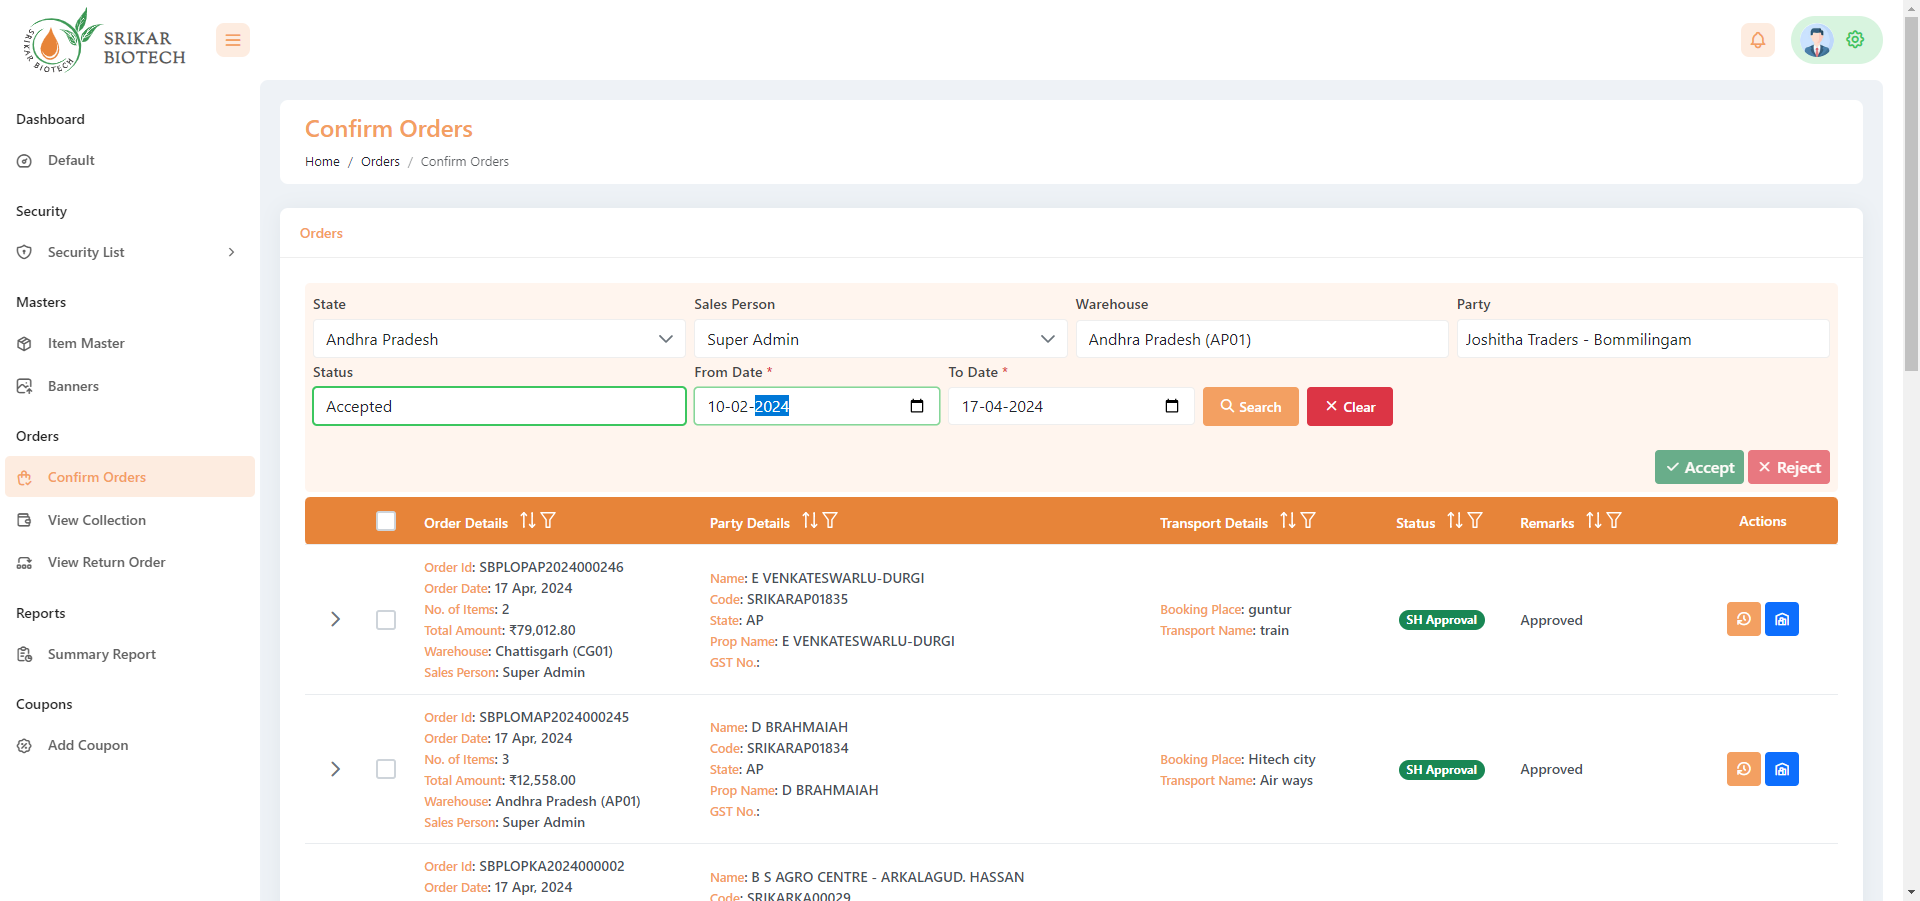 SRIKAR BIOTECH
SRIKAR
BIOTECH
Dashboard
Default
Security
Security List
Masters
Item Master
Banners
Orders
Confirm Orders
View Collection
View Return Order
Reports
Summary Report
Coupons
Add Coupon
Confirm Orders
Home / Orders / Confirm Orders
Orders
State Sales Person Warehouse Party
Andhra Pradesh Super Admin Andhra Pradesh (AP01) Joshitha Traders - Bommilingam
Status From Date * To Date *
Accepted 10-02-2024 17-04-2024 Search Clear
Accept Reject
Order Details Party Details Transport Details Status Remarks Actions
Order Id: SBPLOPAP2024000246
Order Date: 17 Apr, 2024
No. of Items: 2
Total Amount: ₹79,012.80
Warehouse: Chattisgarh (CG01)
Sales Person: Super Admin
Name: E VENKATESWARLU-DURGI
Code: SRIKARAP01835
State: AP
Prop Name: E VENKATESWARLU-DURGI
GST No.:
Booking Place: guntur
Transport Name: train
SH Approval
Approved
Order Id: SBPLOMAP2024000245
Order Date: 17 Apr, 2024
No. of Items: 3
Total Amount: ₹12,558.00
Warehouse: Andhra Pradesh (AP01)
Sales Person: Super Admin
Name: D BRAHMAIAH
Code: SRIKARAP01834
State: AP
Prop Name: D BRAHMAIAH
GST No.:
Booking Place: Hitech city
Transport Name: Air ways
SH Approval
Approved
Order Id: SBPLOPKA2024000002
Order Date: 17 Apr, 2024
Name: B S AGRO CENTRE - ARKALAGUD. HASSAN
Code: SRIKARKA00029